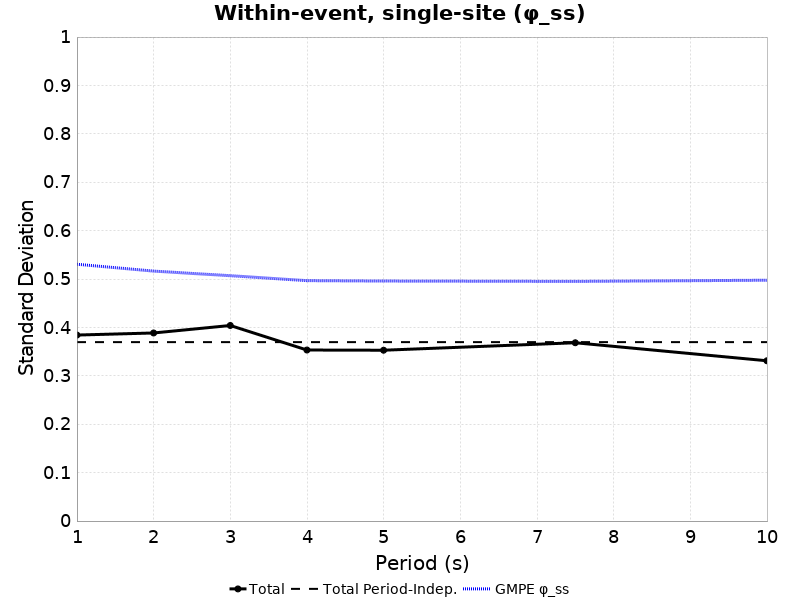 Within-event, single-site (φ_ss)
1
0.9
0.8
0.7
0.6
0.5
0.4
0.3
0.2
0.1
0
Standard Deviation
1 2 3 4 5 6 7 8 9 10
Period (s)
Total Total Period-Indep. GMPE φ_ss